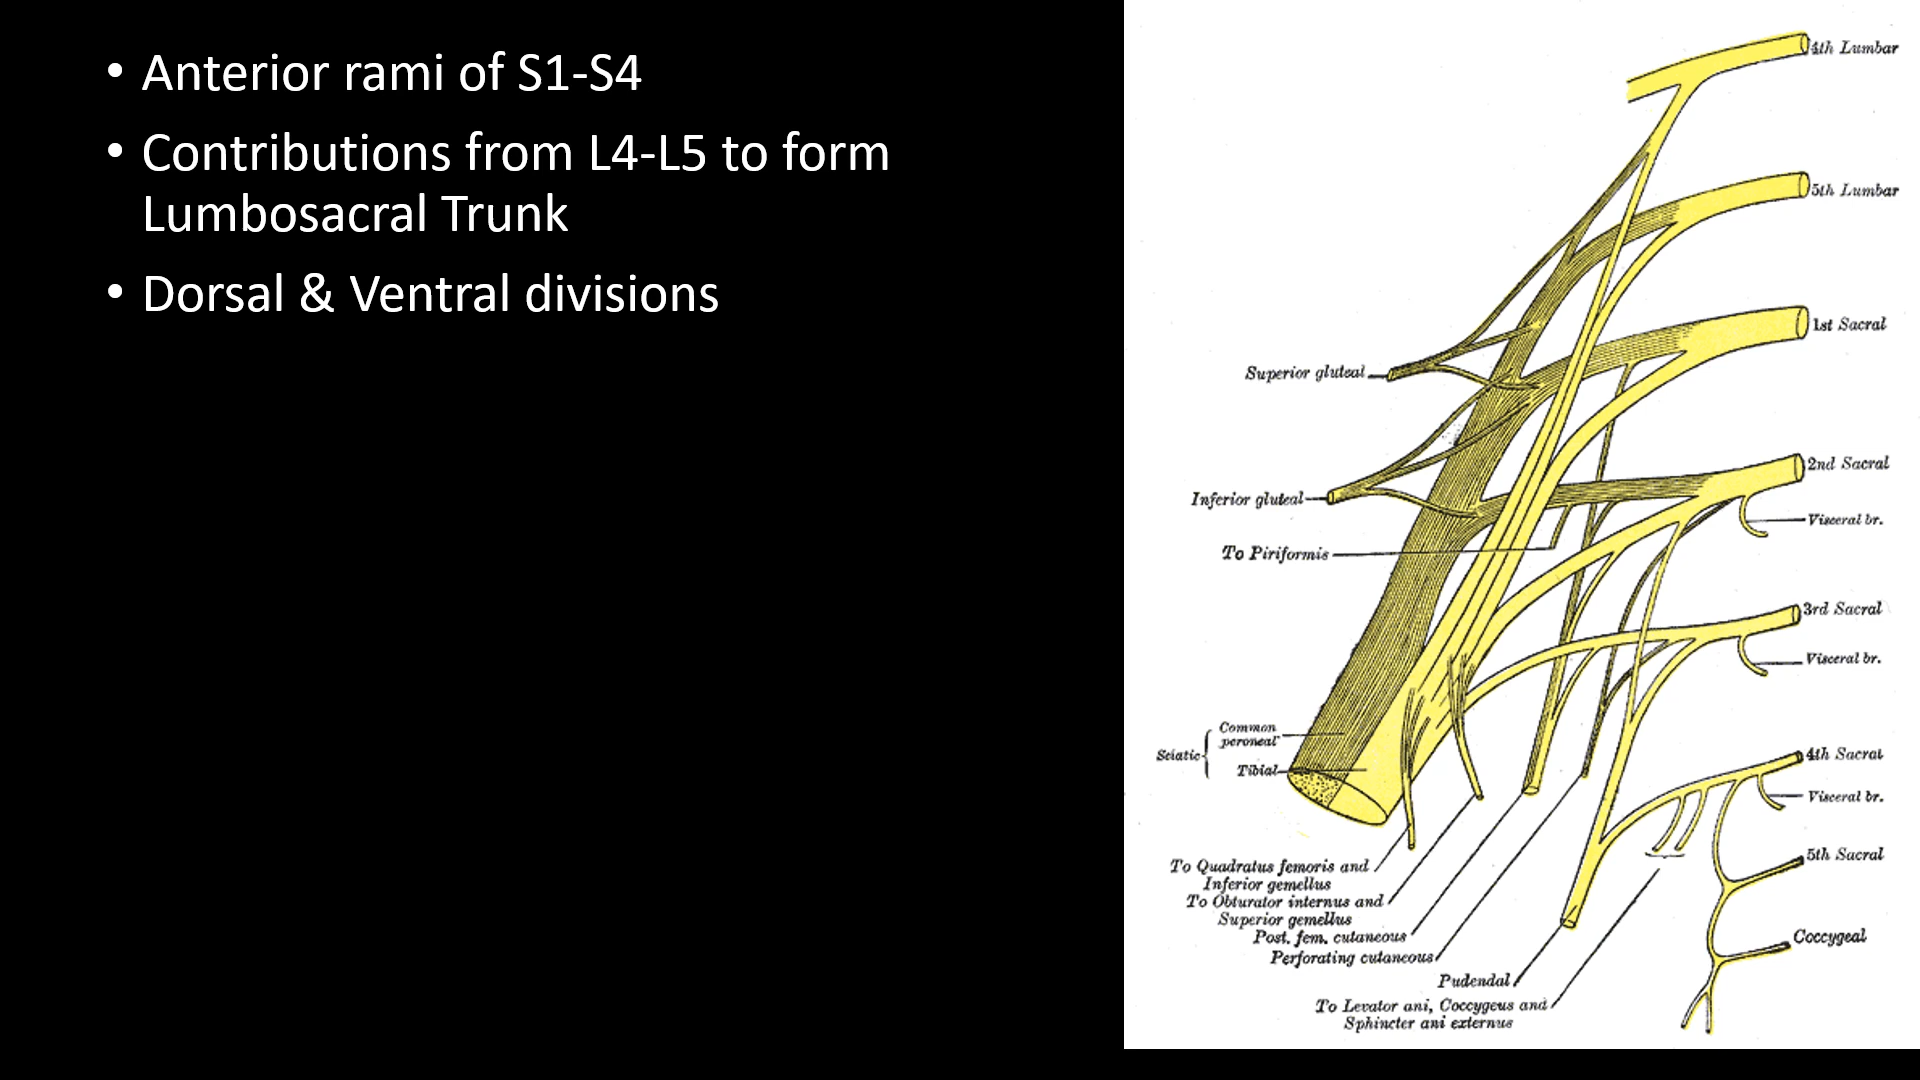 • Anterior rami of S1-S4
• Contributions from L4-L5 to form
Lumbosacral Trunk
• Dorsal & Ventral divisions
4th Lumbar
5th Lumbar
1st Sacral
Superior gluteal
2nd Sacral
Inferior gluteal
Visceral br.
To Piriformis
3rd Sacral
Visceral br.
Common
peroneal
Sciatic
Tibial
4th Sacral
Visceral br.
5th Sacral
To Quadratus femoris and
Inferior gemellus
To Obturator internus and
Superior gemellus
Post. fem. cutaneous
Perforating cutaneous
Coccygeal
Pudendal
To Levator ani, Coccygeus and
Sphincter ani externus